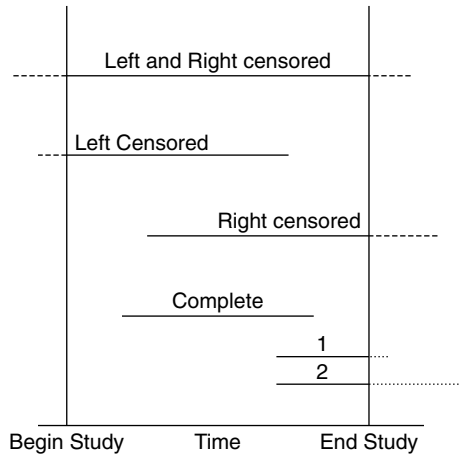 Left and Right censored
Left Censored
Right censored
Complete
1
2
Begin Study Time End Study